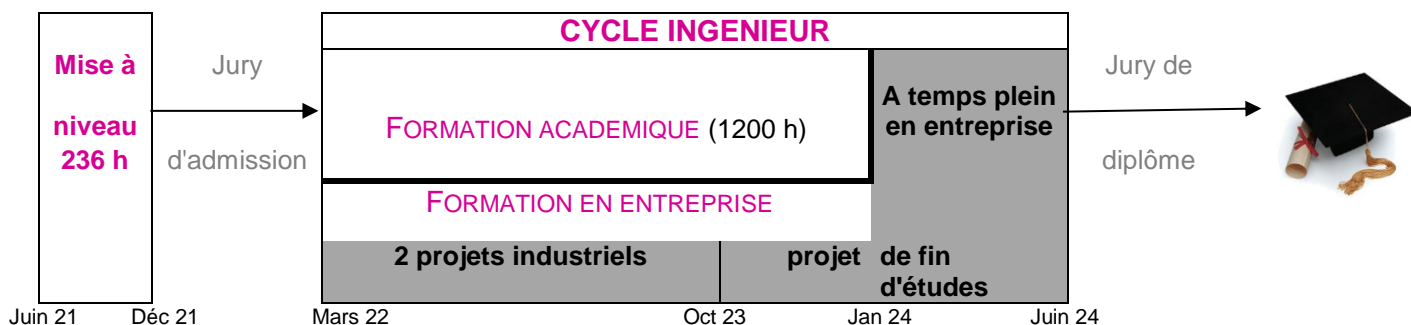 CYCLE INGENIEUR
Mise à
niveau
236 h
Jury
d'admission
FORMATION ACADEMIQUE (1200 h)
A temps plein
en entreprise
FORMATION EN ENTREPRISE
2 projets industriels
projet de fin
d'études
Jury de
diplôme
Juin 21 Déc 21 Mars 22 Oct 23 Jan 24 Juin 24